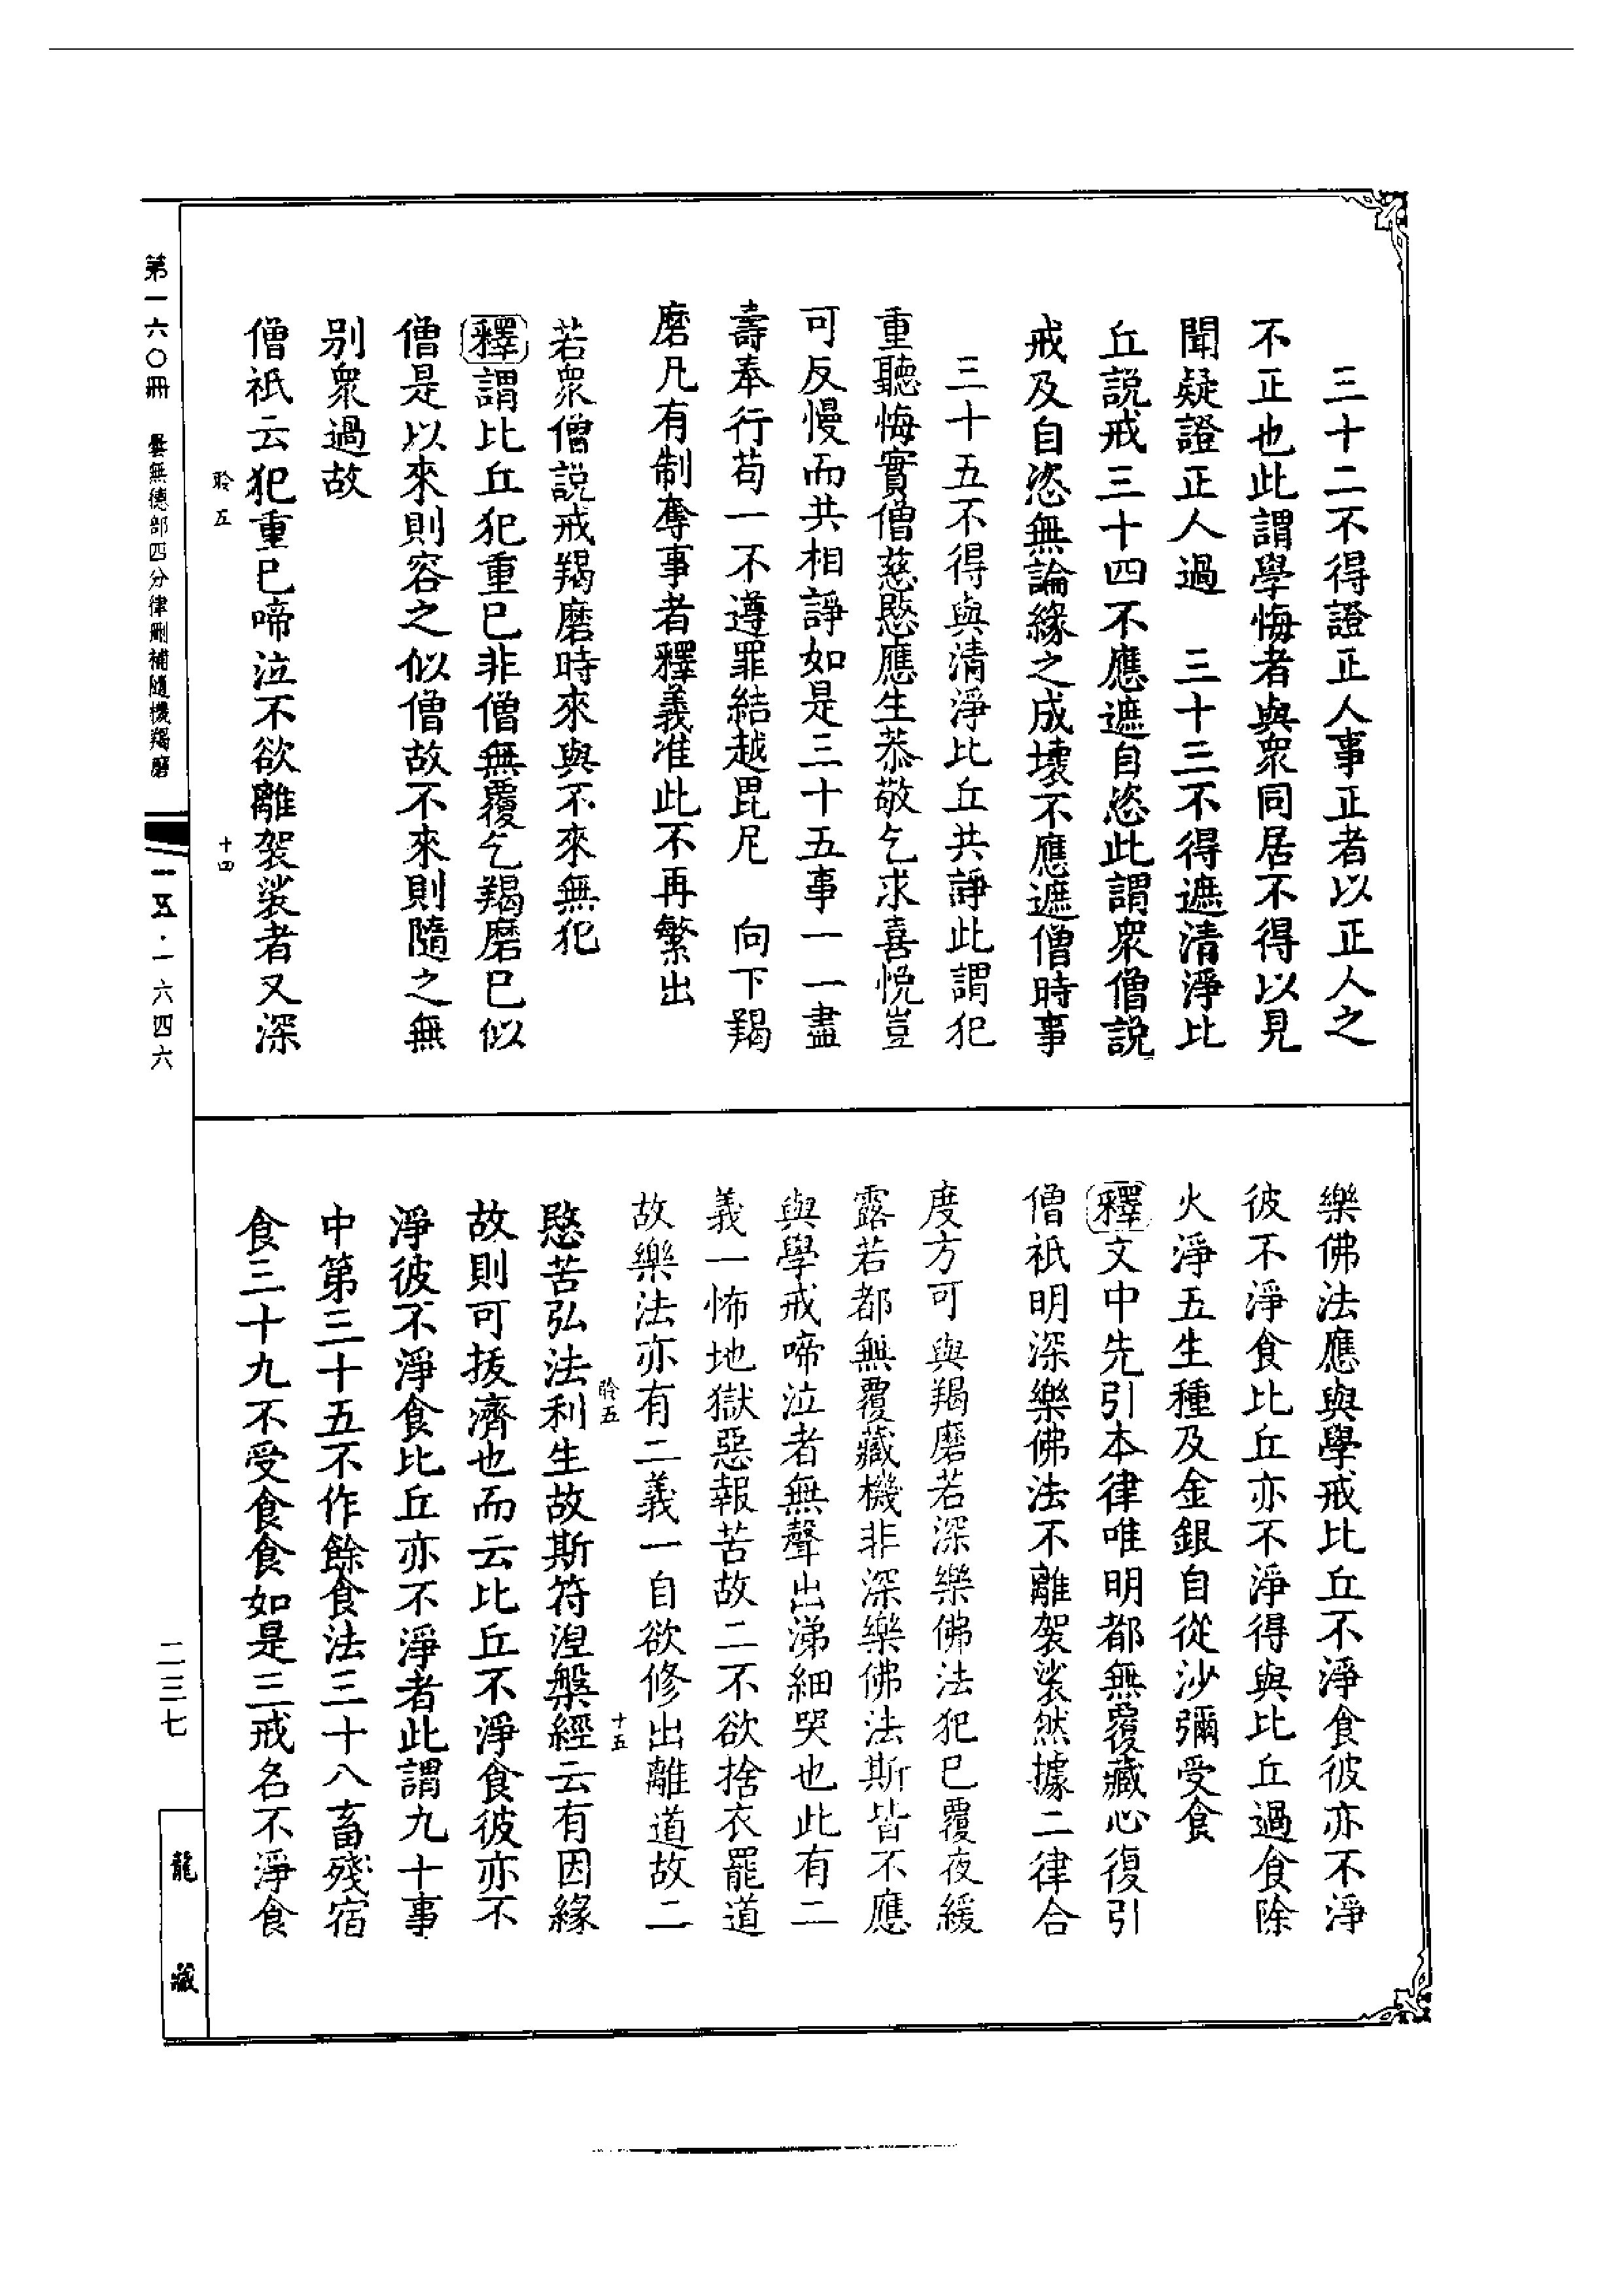 三十二不得證正人事正者以正人之
不正也此謂學悔者與衆同居不得以見
聞疑證正人過　三十三不得遮清淨比
丘説戒三十四不應遮自恣此謂衆僧説
戒及自恣無論緣之成壞不應遮僧時事
三十五不得與清淨比丘共諍此謂犯
重聽悔實僧慈愍應生恭敬乞求喜悦豈
可反慢而共相諍如是三十五事一一盡
壽奉行苟一不遵罪結越毘尼　向下羯
磨凡有制奪事者釋義准此不再繁出
若衆僧説戒羯磨時來與不來無犯
釋謂比丘犯重已非僧無覆乞羯磨已似
僧是以來則容之似僧故不來則隨之無
別衆過故
僧祇云犯重已啼泣不欲離袈裟者又深
聆五
十四
樂佛法應與學戒比丘不淨食彼亦不淨
彼不淨食比丘亦不淨得與比丘過食除
火淨五生種及金銀自從沙彌受食
釋文中先引本律唯明都無覆藏心復引
僧祇明深樂佛法不離袈裟然據二律合
度方可與羯磨若深樂佛法犯已覆夜緩
露若都無覆藏機非深樂佛法斯皆不應
與學戒啼泣者無聲出涕細哭也此有二
義一怖地獄惡報苦故二不欲捨衣罷道
故樂法亦有二義一自欲修出離道故二
聆五
十五
愍苦弘法利生故斯符湼槃經云有因緣
故則可拔濟也而云比丘不淨食彼亦不
淨彼不淨食比丘亦不淨者此謂九十事
中第三十五不作餘食法三十八畜殘宿
食三十九不受食食如是三戒名不淨食
第一六〇冊　曇無德部四分律刪補隨機羯磨
一五·一六四六
二三七
龍藏